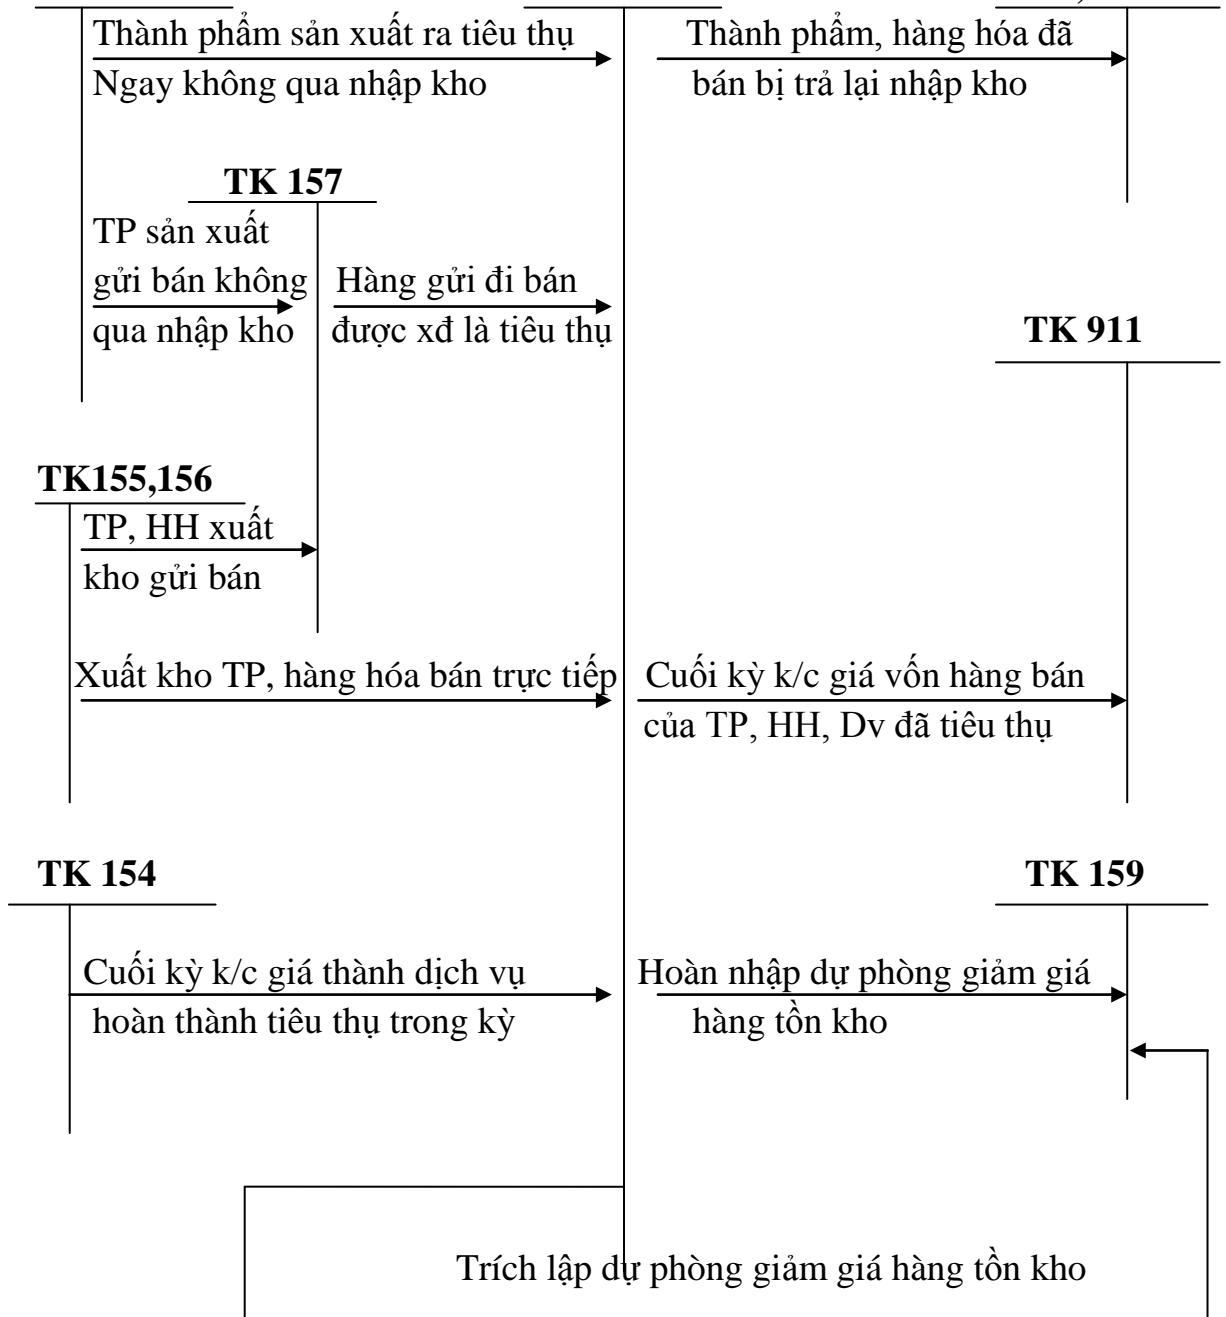 Thành phẩm sản xuất ra tiêu thụ
Ngay không qua nhập kho
Thành phẩm, hàng hóa đã
bán bị trả lại nhập kho
TK 157
TP sản xuất
gửi bán không
qua nhập kho
Hàng gửi đi bán
được xđ là tiêu thụ
TK 911
TK155,156
TP, HH xuất
kho gửi bán
Xuất kho TP, hàng hóa bán trực tiếp
Cuối kỳ k/c giá vốn hàng bán
của TP, HH, Dv đã tiêu thụ
TK 154
TK 159
Cuối kỳ k/c giá thành dịch vụ
hoàn thành tiêu thụ trong kỳ
Hoàn nhập dự phòng giảm giá
hàng tồn kho
Trích lập dự phòng giảm giá hàng tồn kho